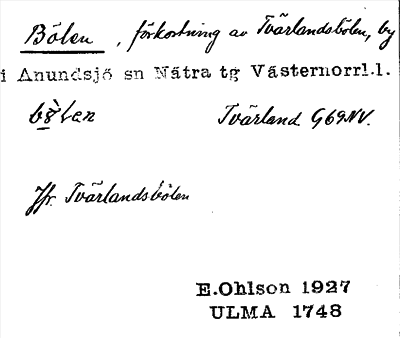 Bölen, förkortning av Tvärlandsbölen, by
i Anundsjö sn Nätra tg Västernorrl.l.
Tvärland G69NV.
Jfr Tvärlandsbölen
E.Ohlson 1927
ULMA 1748